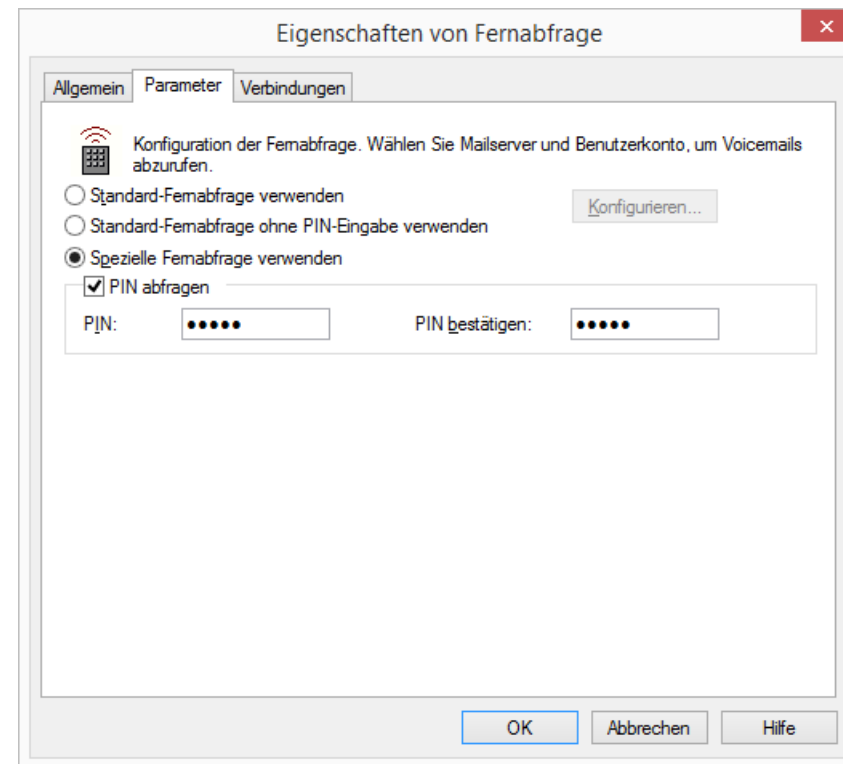 Eigenschaften von Fernabfrage
Allgemein Parameter Verbindungen
Konfiguration der Fernabfrage. Wählen Sie Mailserver und Benutzerkonto, um Voicemails
abzurufen.
Standard-Fernabfrage verwenden
Konfigurieren...
Standard-Fernabfrage ohne PIN-Eingabe verwenden
Spezielle Fernabfrage verwenden
PIN abfragen
PIN: ●●●●● PIN bestätigen: ●●●●●
OK Abbrechen Hilfe